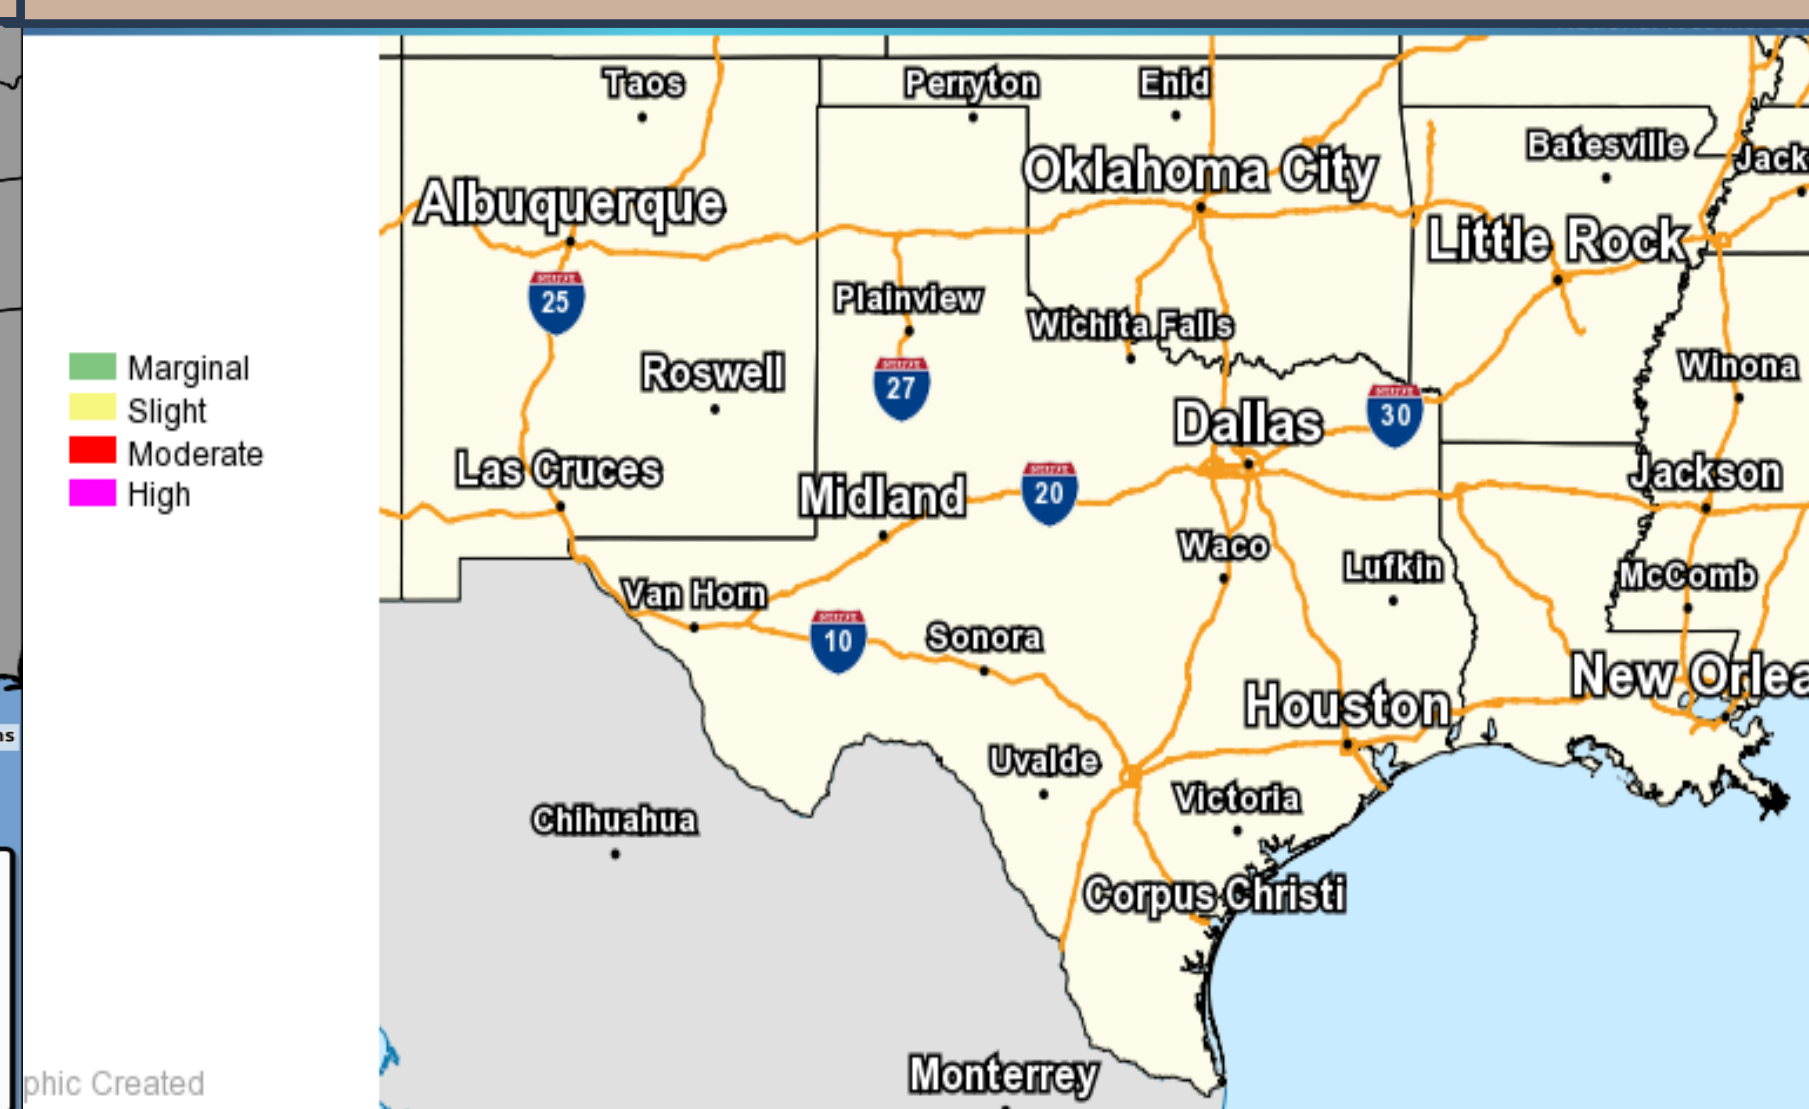 Marginal
Slight
Moderate
High
phic Created
ns
Taos
Perryton
Enid
Batesville
Jack
Oklahoma City
Albuquerque
Little Rock
25
Plainview
Wichita Falls
Roswell
27
Winona
30
Dallas
Las Cruces
Midland
20
Jackson
Waco
Lufkin
McComb
Van Horn
10
Sonora
New Orlea
Houston
Uvalde
Victoria
Chihuahua
Corpus Christi
Monterrey